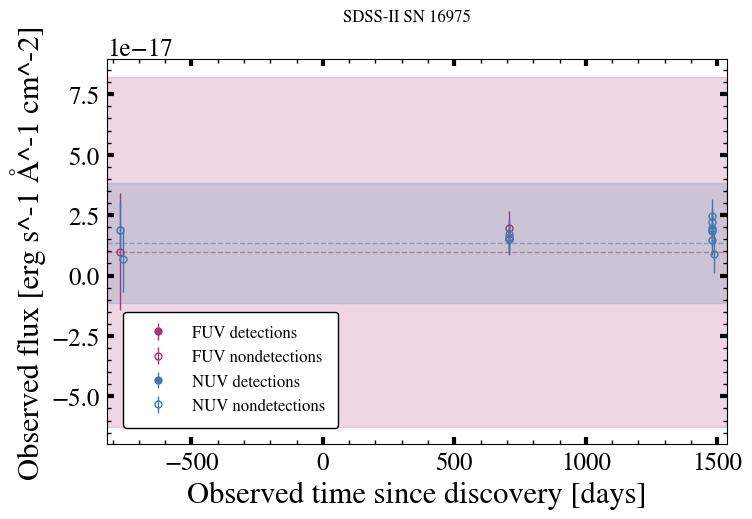 SDSS-II SN 16975
1e−17
Observed flux [erg s^-1 Å^-1 cm^-2]
7.5
5.0
2.5
0.0
−2.5
−5.0
FUV detections
FUV nondetections
NUV detections
NUV nondetections
−500
0
500
1000
1500
Observed time since discovery [days]